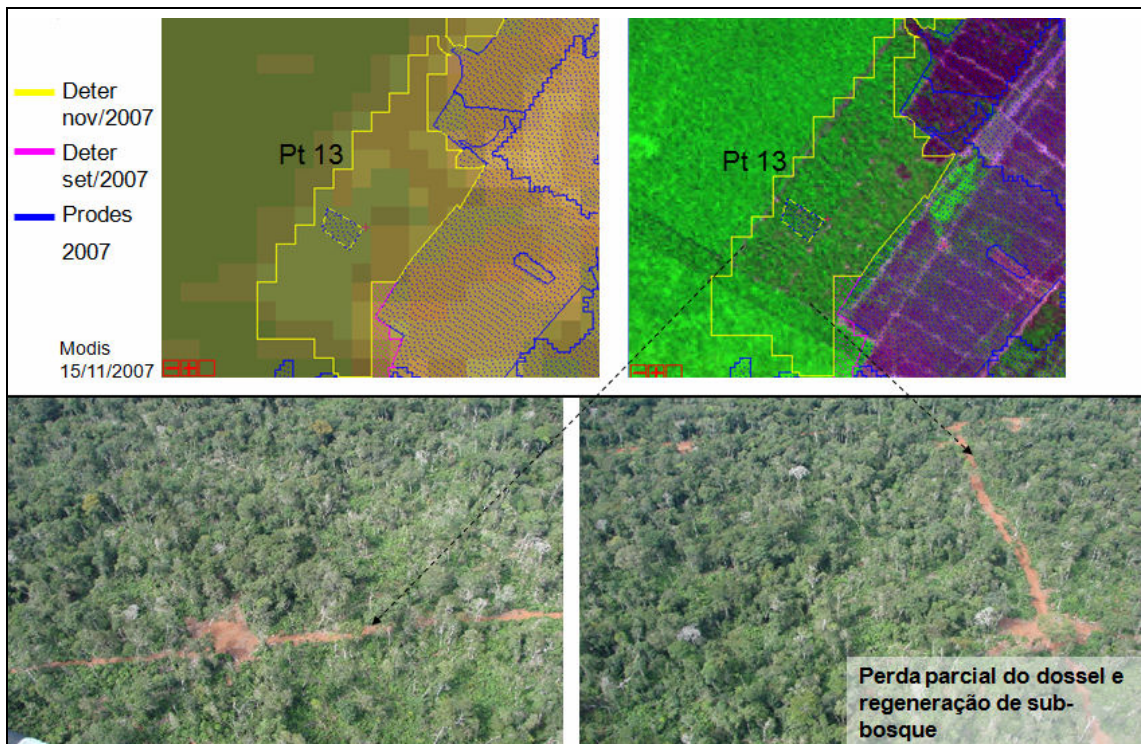 Deter
nov/2007
Deter
set/2007
Prodes
2007
Modis
15/11/2007
Pt 13
Pt 13
Perda parcial do dossel e
regeneração de sub-
bosque